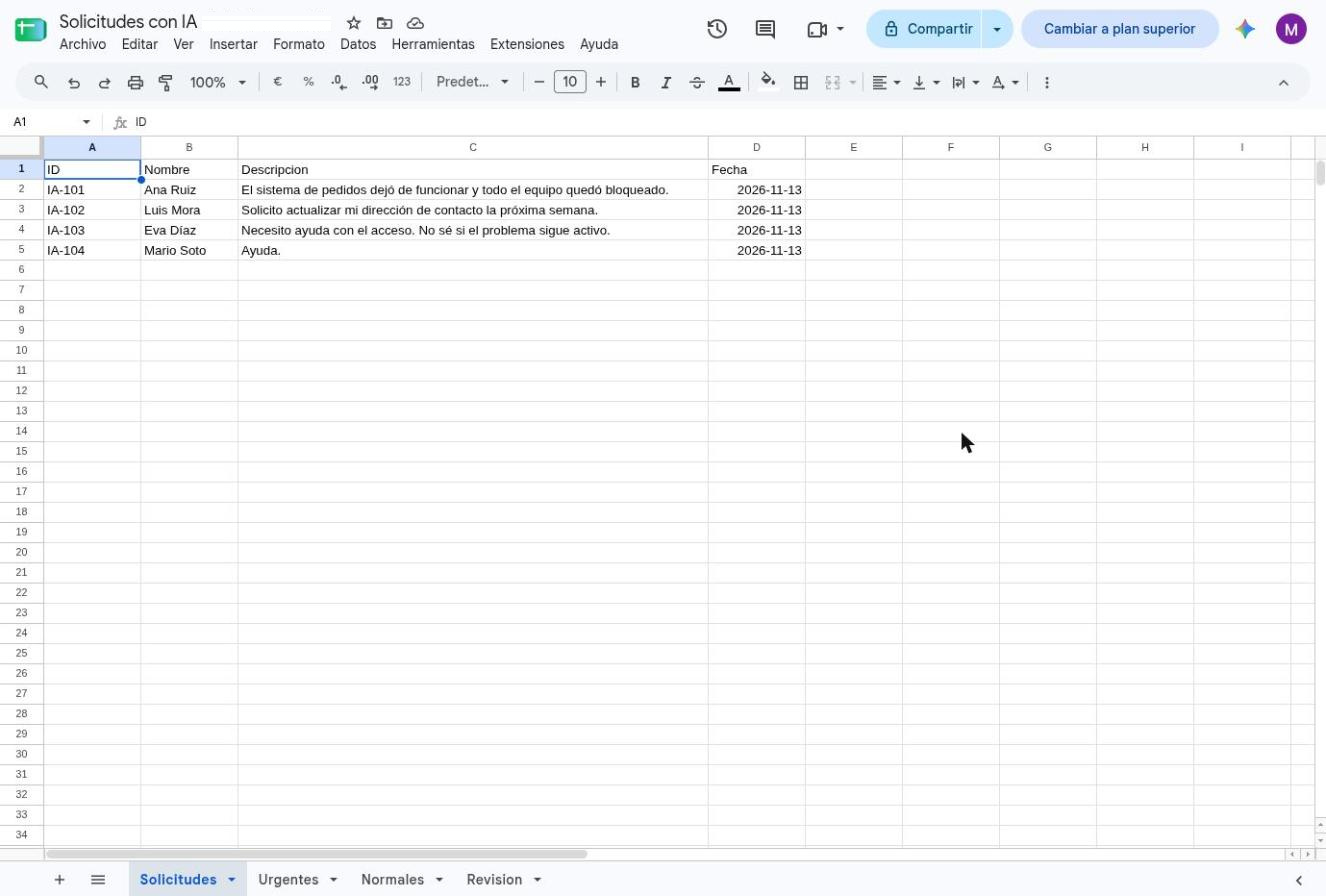 Solicitudes con IA
Archivo Editar Ver Insertar Formato Datos Herramientas Extensiones Ayuda
Compartir
Cambiar a plan superior
M
100% € % .0 .00 123 Predet... 10 B I A A
A1 fx ID
A B C D E F G H I
1 ID Nombre Descripcion Fecha
2 IA-101 Ana Ruiz El sistema de pedidos dejó de funcionar y todo el equipo quedó bloqueado. 2026-11-13
3 IA-102 Luis Mora Solicito actualizar mi dirección de contacto la próxima semana. 2026-11-13
4 IA-103 Eva Díaz Necesito ayuda con el acceso. No sé si el problema sigue activo. 2026-11-13
5 IA-104 Mario Soto Ayuda. 2026-11-13
6
7
8
9
10
11
12
13
14
15
16
17
18
19
20
21
22
23
24
25
26
27
28
29
30
31
32
33
34
Solicitudes Urgentes Normales Revision